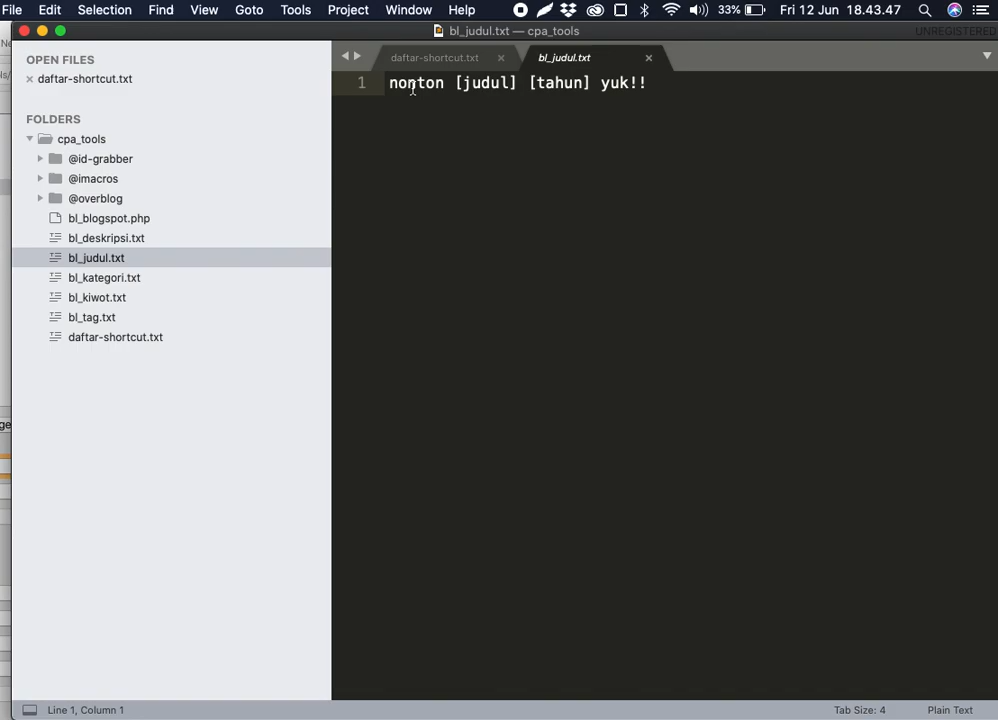 File Edit Selection Find View Goto Tools Project Window Help 33% Fri 12 Jun 18.43.47
bl_judul.txt — cpa_tools
UNREGISTERED
OPEN FILES
× daftar-shortcut.txt
FOLDERS
cpa_tools
@id-grabber
@imacros
@overblog
bl_blogspot.php
bl_deskripsi.txt
bl_judul.txt
bl_kategori.txt
bl_kiwot.txt
bl_tag.txt
daftar-shortcut.txt
daftar-shortcut.txt ×
bl_judul.txt ×
1 nonton [judul] [tahun] yuk!!
Line 1, Column 1
Tab Size: 4
Plain Text